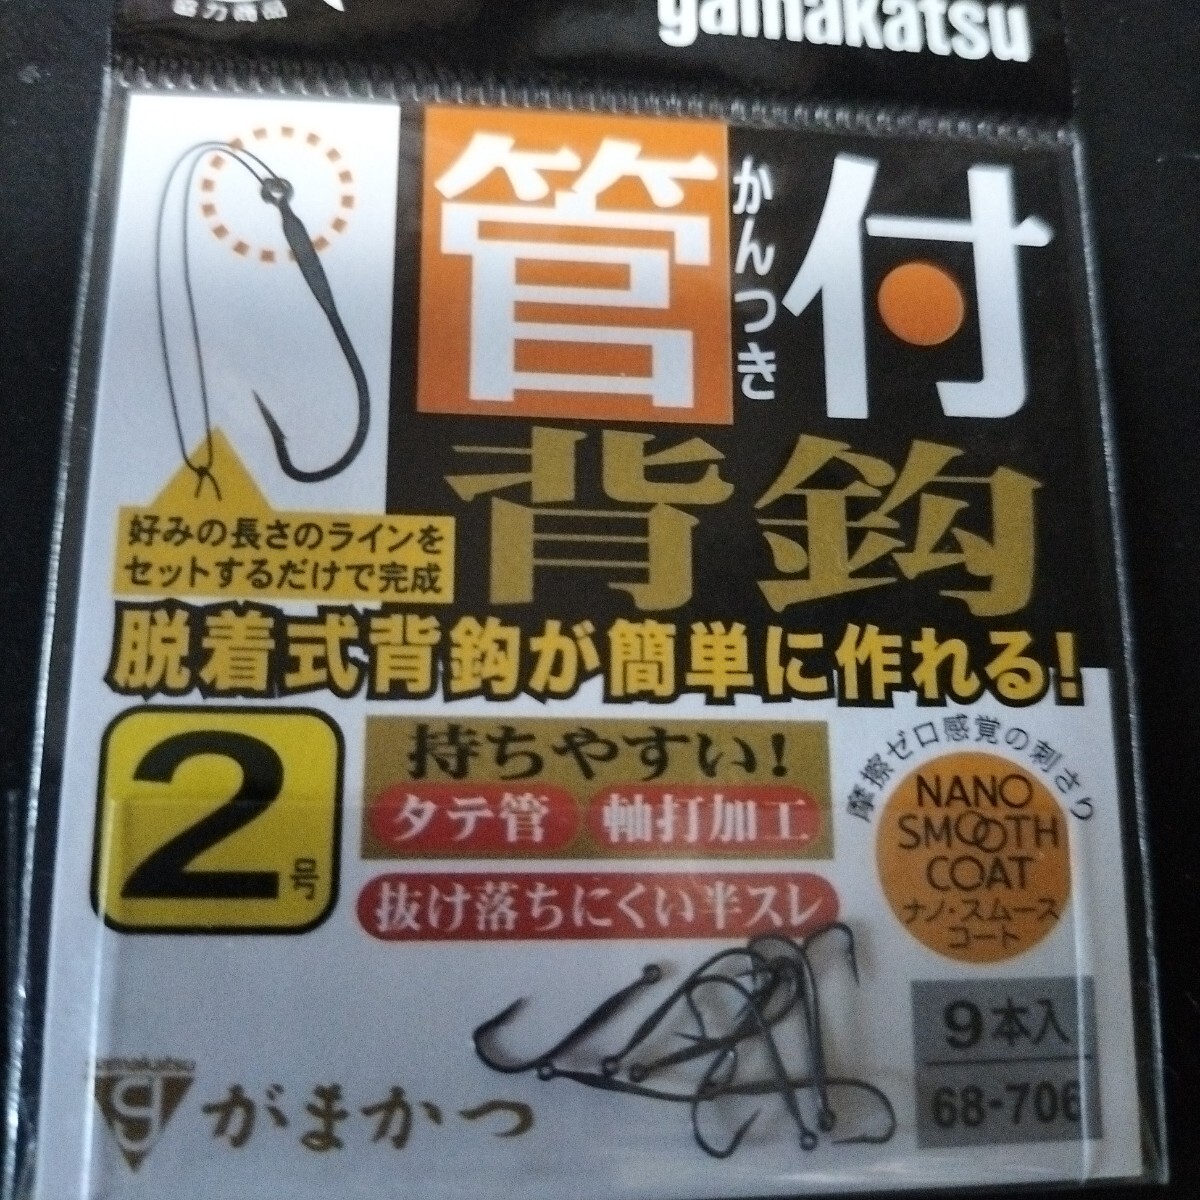 協力商品
gamakatsu
管付
かんつき
背鈎
好みの長さのラインを
セットするだけで完成
脱着式背鈎が簡単に作れる!
2号
持ちやすい!
タテ管 軸打加工
抜け落ちにくい半スレ
摩擦ゼロ感覚の刺さり
NANO
SMOOTH
COAT
ナノ・スムース
コート
9本入
68-706
gamakatsu
がまかつ